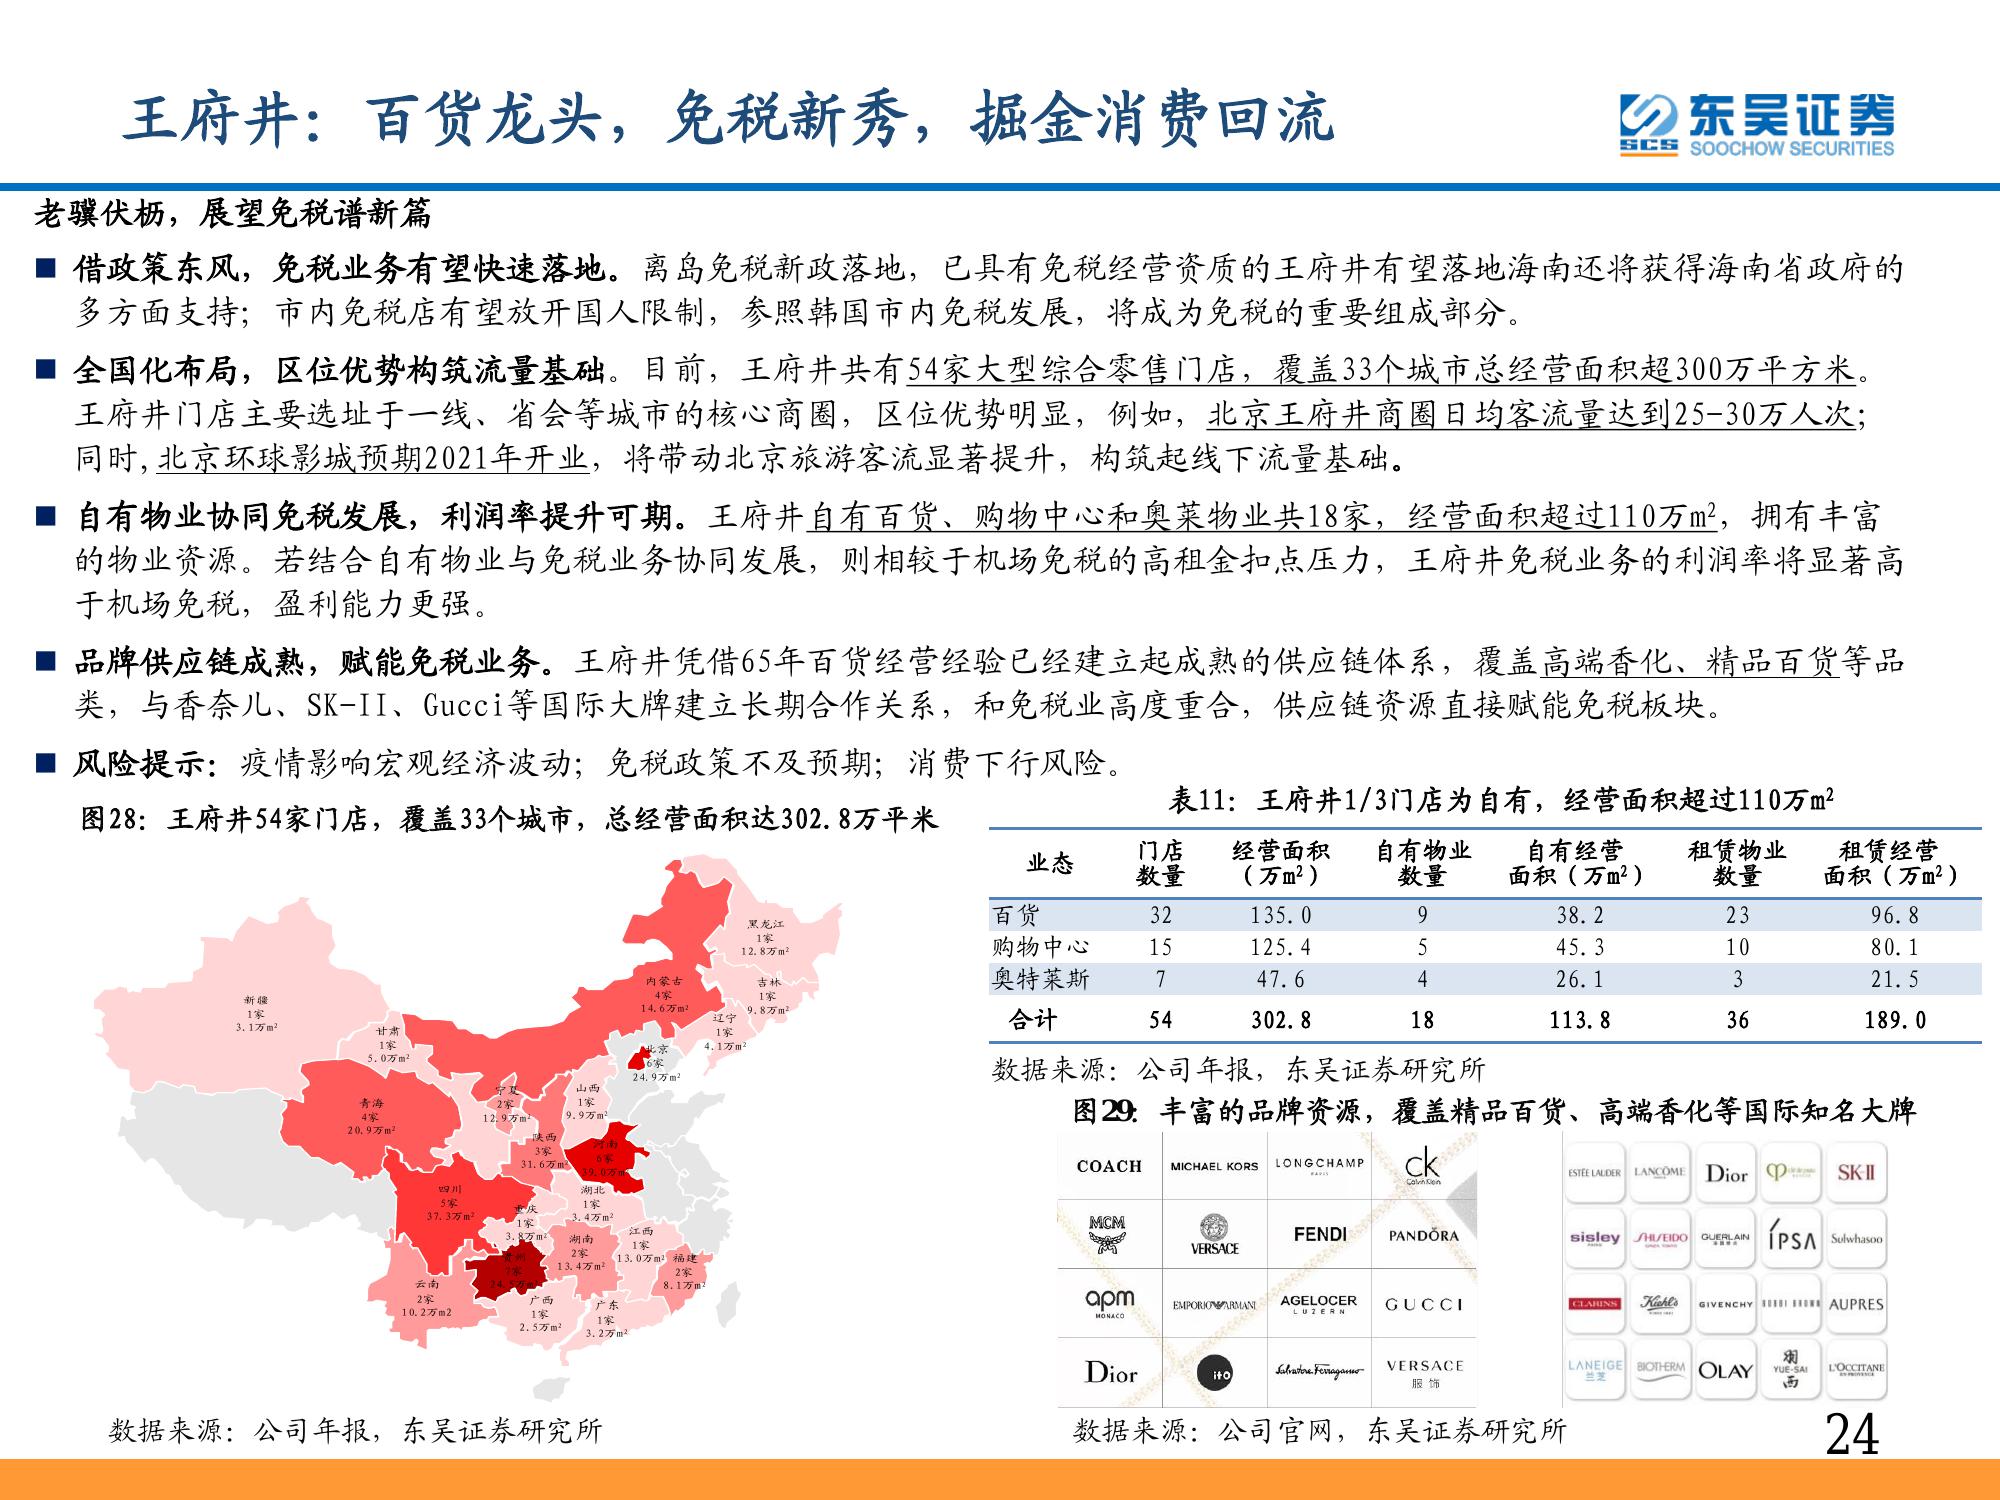 王府井：百货龙头，免税新秀，掘金消费回流
东吴证券
SCS SOOCHOW SECURITIES
老骥伏枥，展望免税谱新篇
■ 借政策东风，免税业务有望快速落地。离岛免税新政落地，已具有免税经营资质的王府井有望落地海南还将获得海南省政府的
多方面支持；市内免税店有望放开国人限制，参照韩国市内免税发展，将成为免税的重要组成部分。
■ 全国化布局，区位优势构筑流量基础。目前，王府井共有54家大型综合零售门店，覆盖33个城市总经营面积超300万平方米。
王府井门店主要选址于一线、省会等城市的核心商圈，区位优势明显，例如，北京王府井商圈日均客流量达到25-30万人次；
同时,北京环球影城预期2021年开业，将带动北京旅游客流显著提升，构筑起线下流量基础。
■ 自有物业协同免税发展，利润率提升可期。王府井自有百货、购物中心和奥莱物业共18家，经营面积超过110万m²，拥有丰富
的物业资源。若结合自有物业与免税业务协同发展，则相较于机场免税的高租金扣点压力，王府井免税业务的利润率将显著高
于机场免税，盈利能力更强。
■ 品牌供应链成熟，赋能免税业务。王府井凭借65年百货经营经验已经建立起成熟的供应链体系，覆盖高端香化、精品百货等品
类，与香奈儿、SK-II、Gucci等国际大牌建立长期合作关系，和免税业高度重合，供应链资源直接赋能免税板块。
■ 风险提示：疫情影响宏观经济波动；免税政策不及预期；消费下行风险。
图28：王府井54家门店，覆盖33个城市，总经营面积达302.8万平米
黑龙江
1家
12.8万m²
内蒙古
4家
14.6万m²
吉林
1家
9.8万m²
辽宁
1家
4.1万m²
新疆
1家
3.1万m²
甘肃
1家
5.0万m²
北京
6家
24.9万m²
宁夏
2家
12.9万m²
山西
1家
9.9万m²
青海
4家
20.9万m²
陕西
3家
31.6万m²
河南
6家
39.0万m²
四川
5家
37.3万m²
湖北
1家
3.4万m²
重庆
1家
3.8万m²
湖南
2家
13.4万m²
江西
1家
13.0万m²
福建
2家
8.1万m²
贵州
7家
24.5万m²
云南
2家
10.2万m2
广西
1家
2.5万m²
广东
1家
3.2万m²
数据来源：公司年报，东吴证券研究所
表11：王府井1/3门店为自有，经营面积超过110万m²
业态 门店数量 经营面积（万m²） 自有物业数量 自有经营面积（万m²） 租赁物业数量 租赁经营面积（万m²）
百货 32 135.0 9 38.2 23 96.8
购物中心 15 125.4 5 45.3 10 80.1
奥特莱斯 7 47.6 4 26.1 3 21.5
合计 54 302.8 18 113.8 36 189.0
数据来源：公司年报，东吴证券研究所
图29：丰富的品牌资源，覆盖精品百货、高端香化等国际知名大牌
COACH MICHAEL KORS LONGCHAMP PARIS ck Calvin Klein
MCM VERSACE FENDI PANDÖRA
apm MONACO EMPORIO ARMANI AGELOCER LUZERN GUCCI
Dior ito Salvatore Ferragamo VERSACE 服饰
ESTĒE LAUDER LANCÔME Dior clé de peau SK-II
sisley PARIS SHISEIDO GINZA TOKYO GUERLAIN IPSA Sulwhasoo
CLARINS Kiehl's GIVENCHY BOBBI BROWN AUPRES
LANEIGE 兰芝 BIOTHERM OLAY 羽西 YUE-SAI L'OCCITANE EN PROVENCE
数据来源：公司官网，东吴证券研究所
24